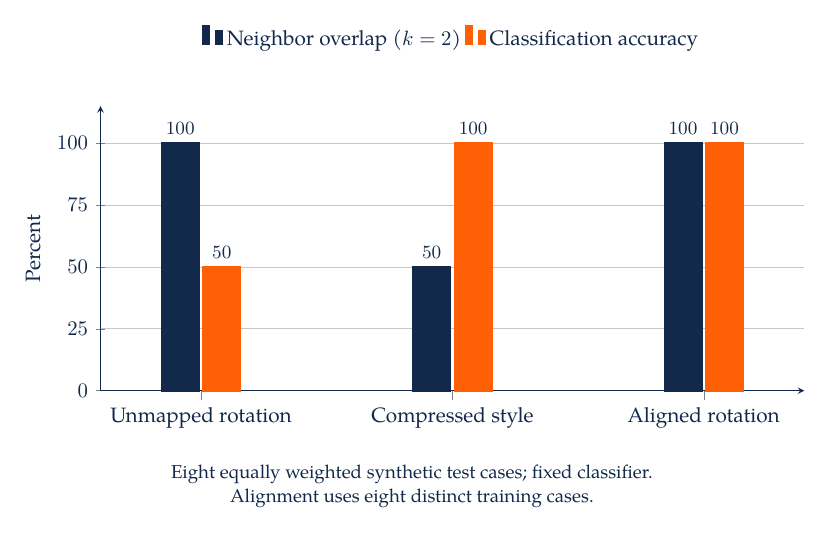 Neighbor overlap (k = 2) Classification accuracy
Percent
100
75
50
25
0
100
50
50
100
100
100
Unmapped rotation
Compressed style
Aligned rotation
Eight equally weighted synthetic test cases; fixed classifier.
Alignment uses eight distinct training cases.